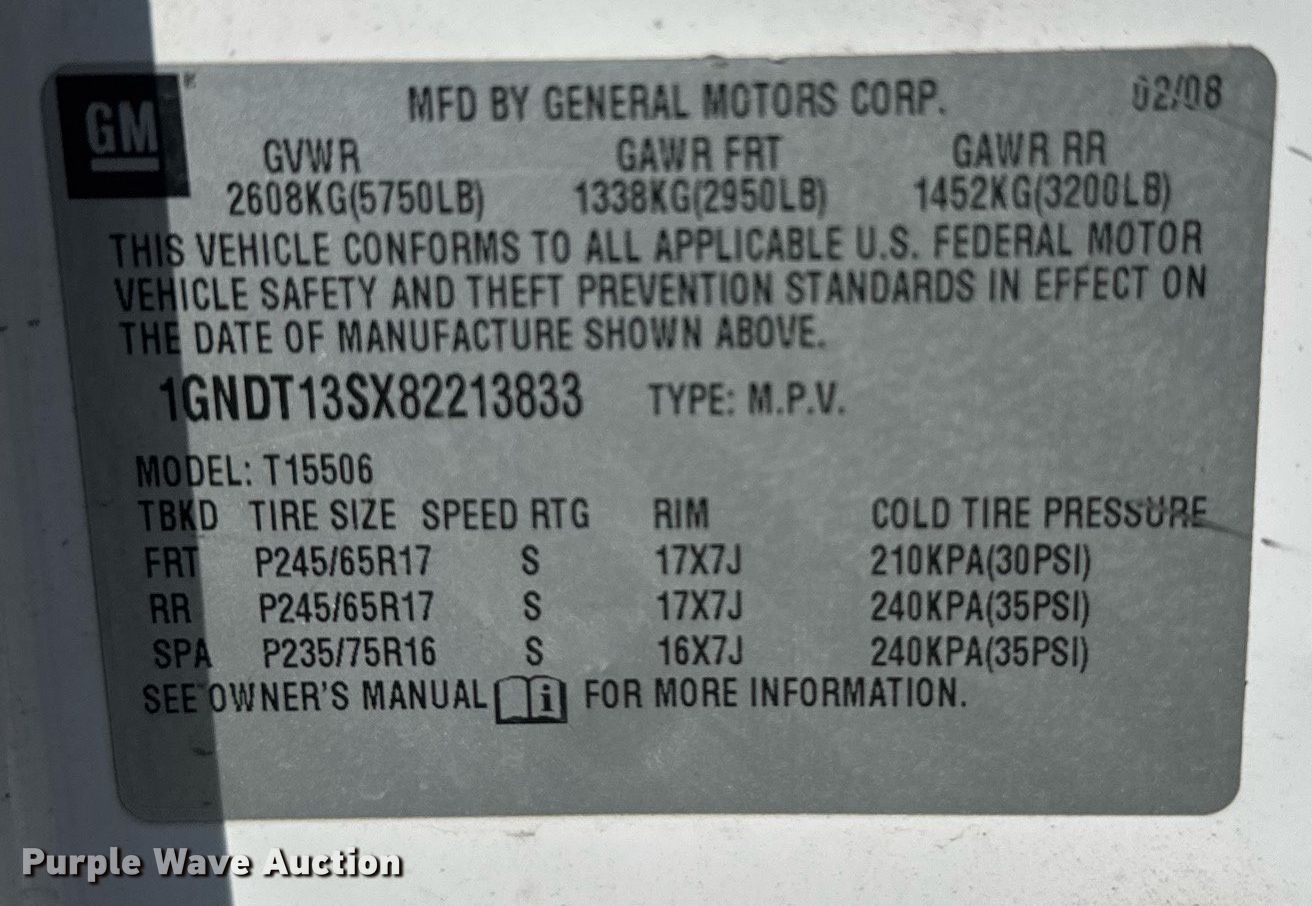 GM
MFD BY GENERAL MOTORS CORP. 02/08
GVWR GAWR FRT GAWR RR
2608KG(5750LB) 1338KG(2950LB) 1452KG(3200LB)
THIS VEHICLE CONFORMS TO ALL APPLICABLE U.S. FEDERAL MOTOR
VEHICLE SAFETY AND THEFT PREVENTION STANDARDS IN EFFECT ON
THE DATE OF MANUFACTURE SHOWN ABOVE.
1GNDT13SX82213833 TYPE: M.P.V.
MODEL: T15506
TBKD TIRE SIZE SPEED RTG RIM COLD TIRE PRESSURE
FRT P245/65R17 S 17X7J 210KPA(30PSI)
RR P245/65R17 S 17X7J 240KPA(35PSI)
SPA P235/75R16 S 16X7J 240KPA(35PSI)
SEE OWNER'S MANUAL i FOR MORE INFORMATION.
Purple Wave Auction